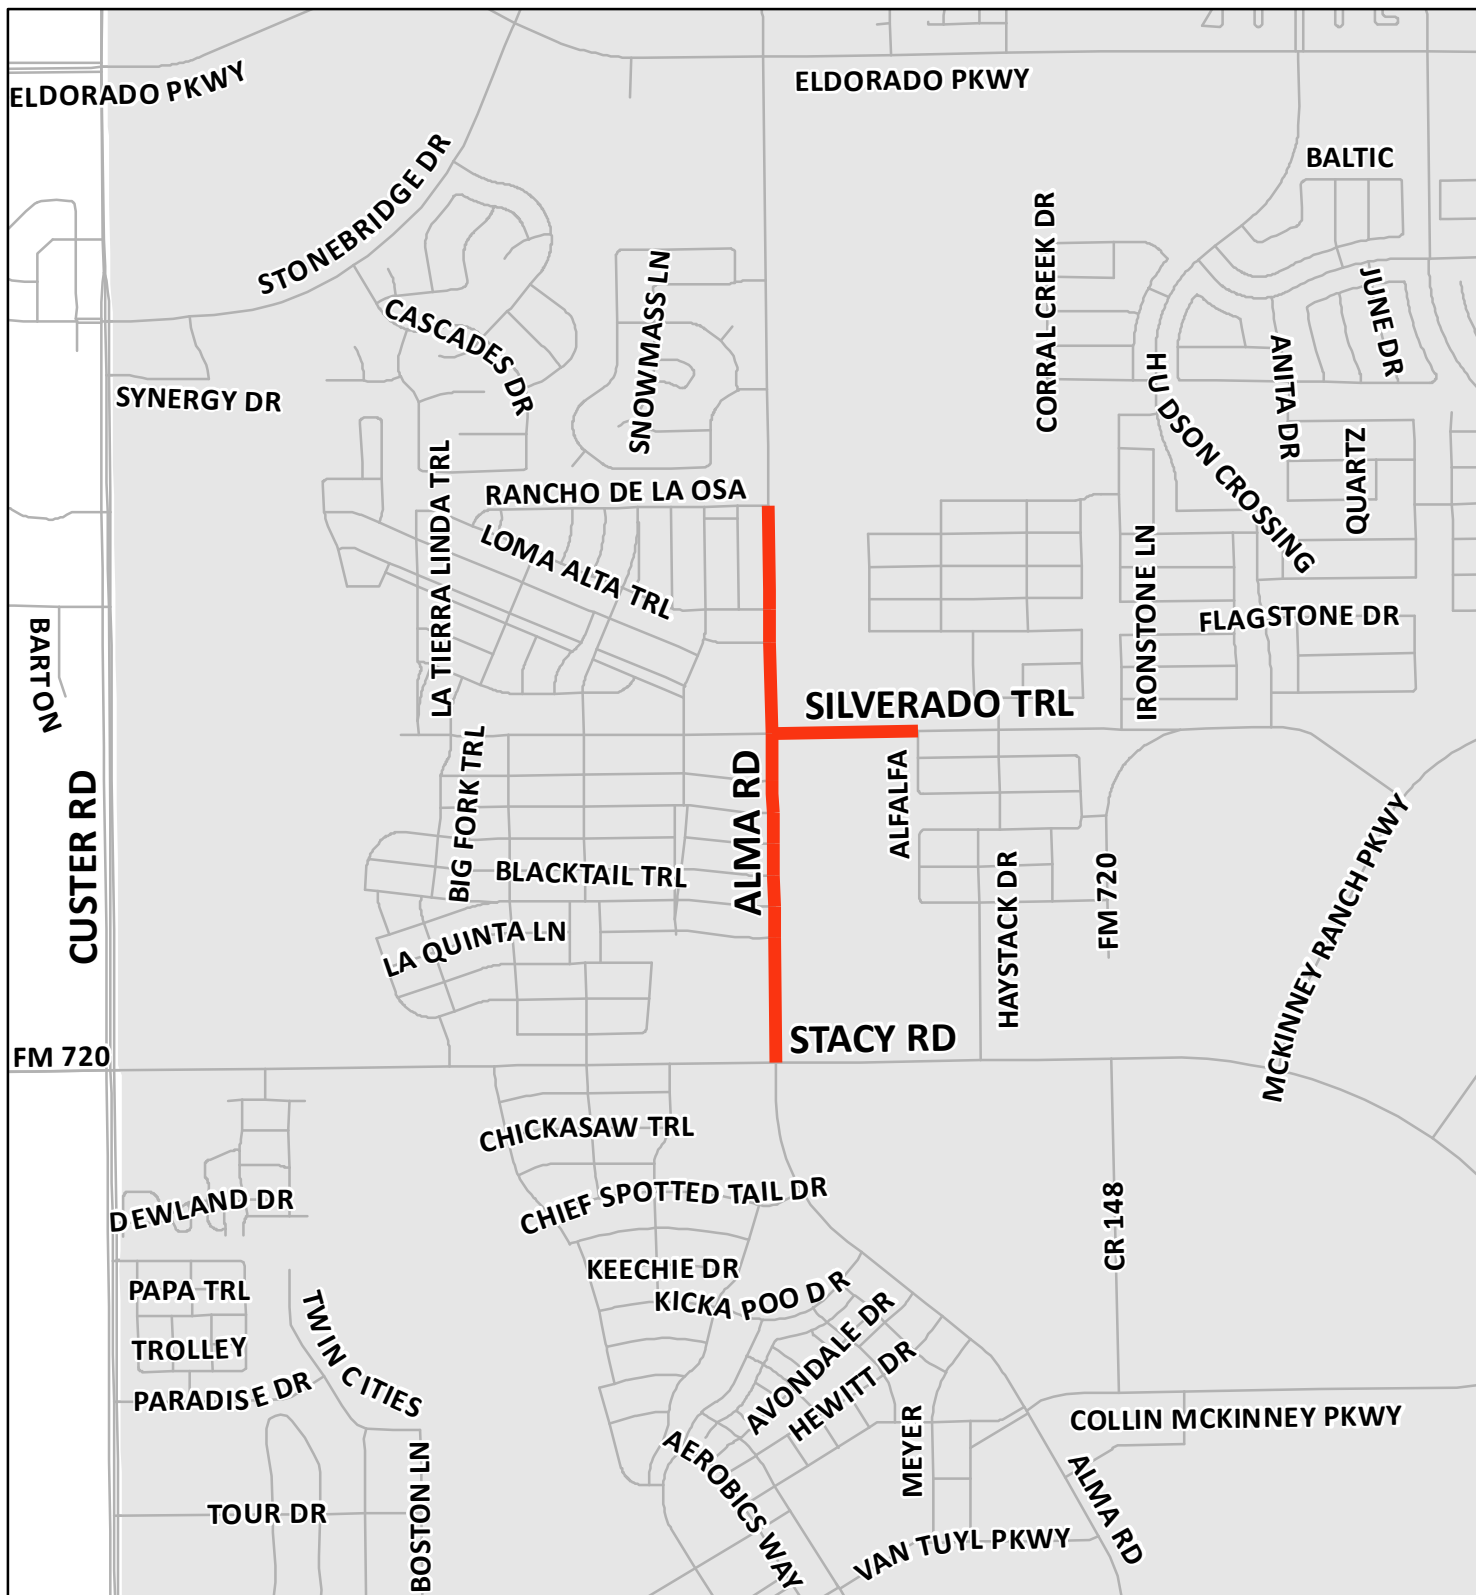 ELDORADO PKWY
ELDORADO PKWY
BALTIC
STONEBRIDGE DR
CORRAL CREEK DR
SNOWMASS LN
JUNE DR
CASCADES DR
HUDSON CROSSING
ANITA DR
SYNERGY DR
QUARTZ
LA TIERRA LINDA TRL
RANCHO DE LA OSA
LOMA ALTA TRL
IRONSTONE LN
FLAGSTONE DR
BARTON
SILVERADO TRL
BIG FORK TRL
ALMA RD
ALFALFA
CUSTER RD
BLACKTAIL TRL
HAYSTACK DR
FM 720
MCKINNEY RANCH PKWY
LA QUINTA LN
STACY RD
FM 720
CHICKASAW TRL
CHIEF SPOTTED TAIL DR
DEWLAND DR
CR 148
KEECHIE DR
KICKA POO D R
PAPA TRL
TWIN CITIES
TROLLEY
AVONDALE DR
HEWITT DR
PARADISE DR
COLLIN MCKINNEY PKWY
MEYER
AEROBICS WAY
BOSTON LN
ALMA RD
TOUR DR
VAN TUYL PKWY